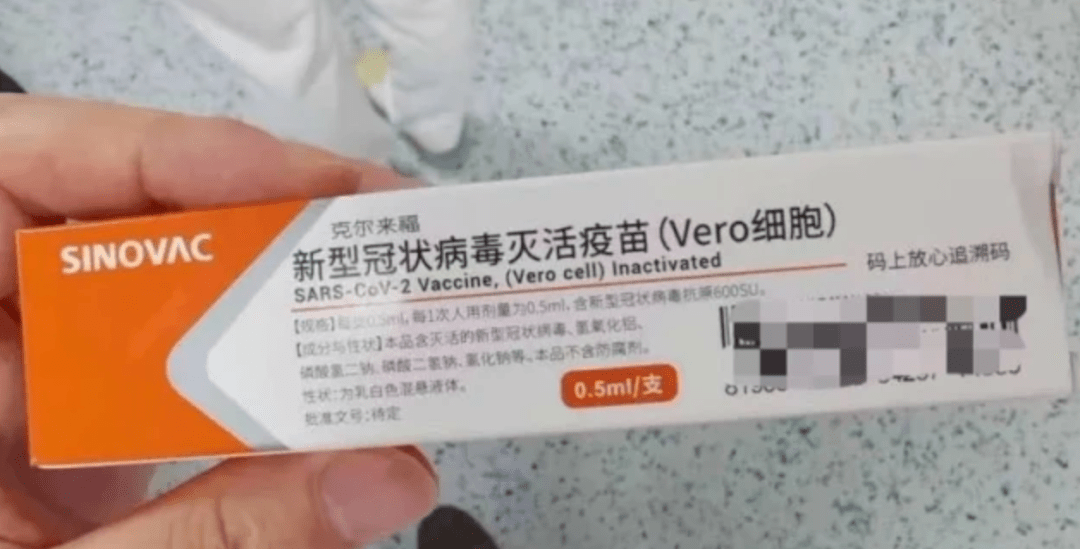 SINOVAC
克尔来福
新型冠状病毒灭活疫苗(Vero细胞)
SARS-CoV-2 Vaccine, (Vero cell) Inactivated
【规格】每支0.5ml,每1次人用剂量为0.5ml,含新型冠状病毒抗原600SU。
【成分与性状】本品含灭活的新型冠状病毒、氢氧化铝、
磷酸氢二钠、磷酸二氢钠、氯化钠等。本品不含防腐剂。
性状:为乳白色混悬液体。
批准文号:待定
0.5ml/支
码上放心追溯码